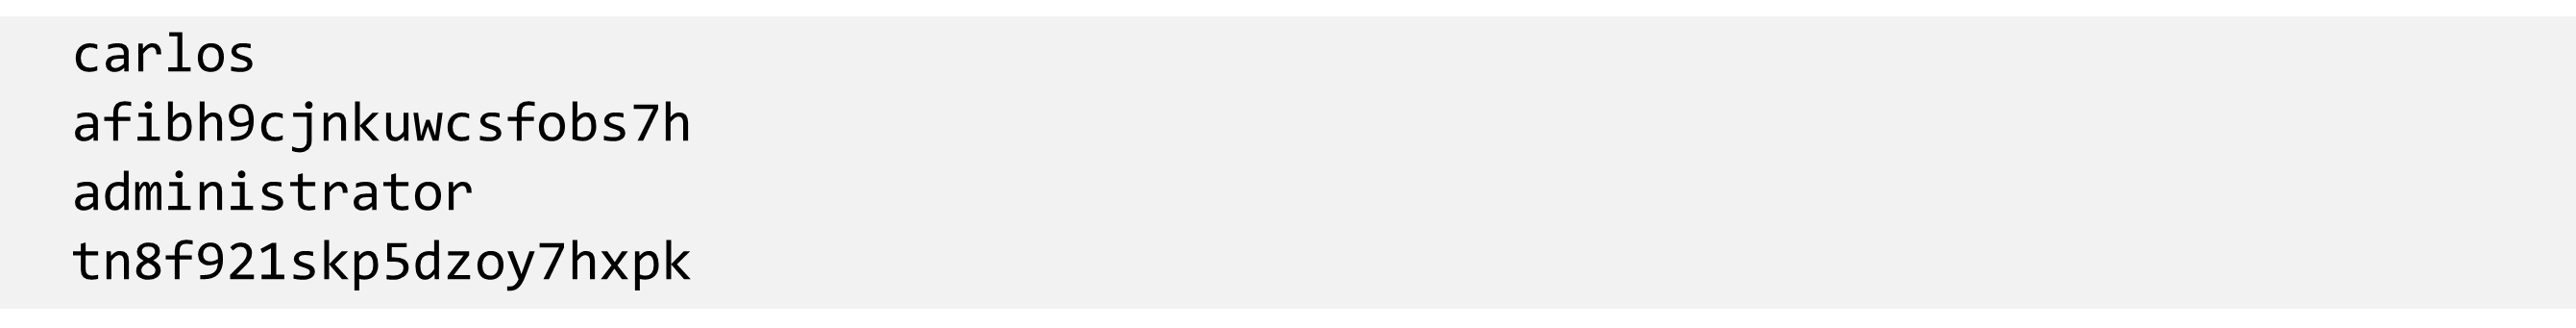 carlos
afibh9cjnkuwcsfobs7h
administrator
tn8f921skp5dzoy7hxpk